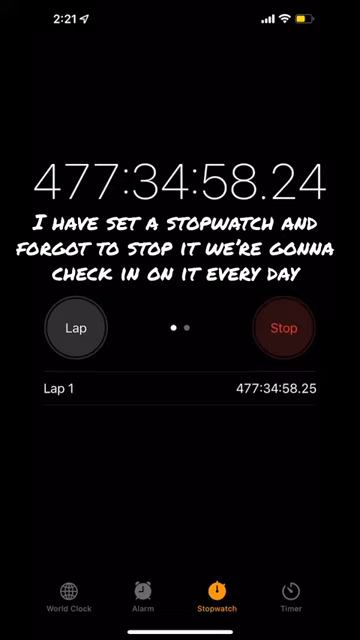 2:21
477:34:58.24
I HAVE SET A STOPWATCH AND
FORGOT TO STOP IT WE'RE GONNA
CHECK IN ON IT EVERY DAY
Lap
Stop
Lap 1 477:34:58.25
World Clock Alarm Stopwatch Timer